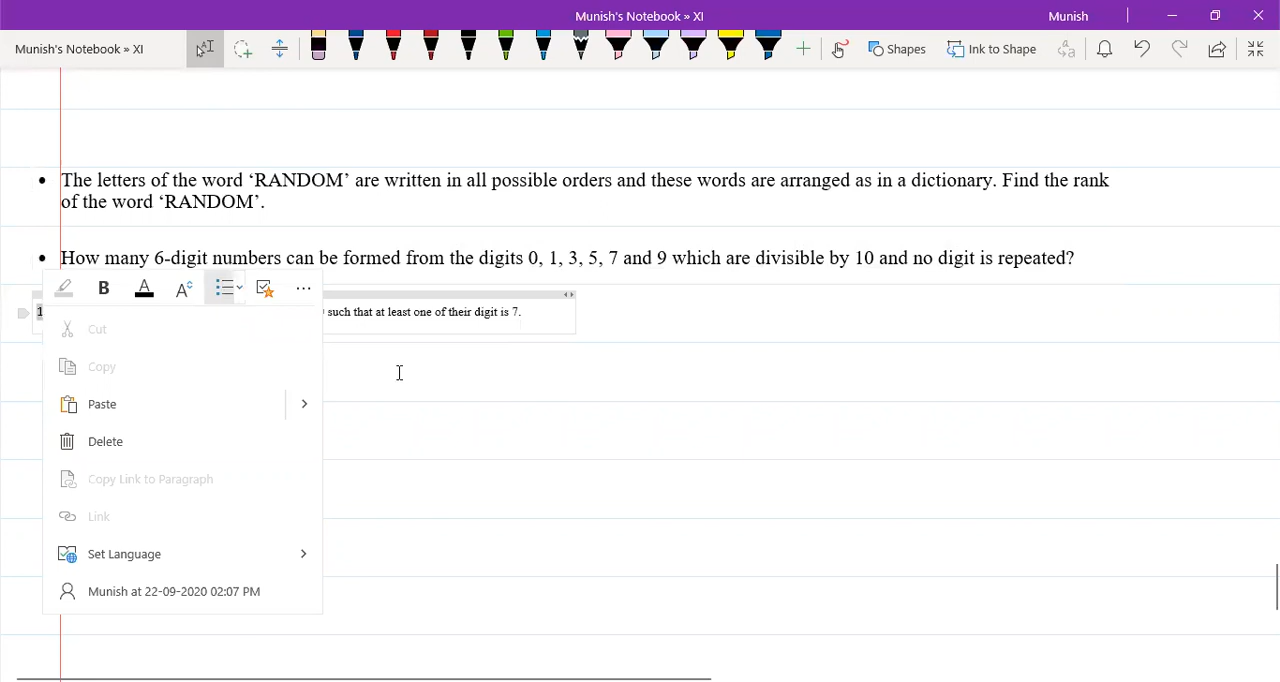 Munish's Notebook » XI
Munish
Munish's Notebook » XI
Shapes
Ink to Shape
• The letters of the word ‘RANDOM’ are written in all possible orders and these words are arranged as in a dictionary. Find the rank
of the word ‘RANDOM’.
• How many 6-digit numbers can be formed from the digits 0, 1, 3, 5, 7 and 9 which are divisible by 10 and no digit is repeated?
such that at least one of their digit is 7.
Cut
Copy
Paste
Delete
Copy Link to Paragraph
Link
Set Language
Munish at 22-09-2020 02:07 PM